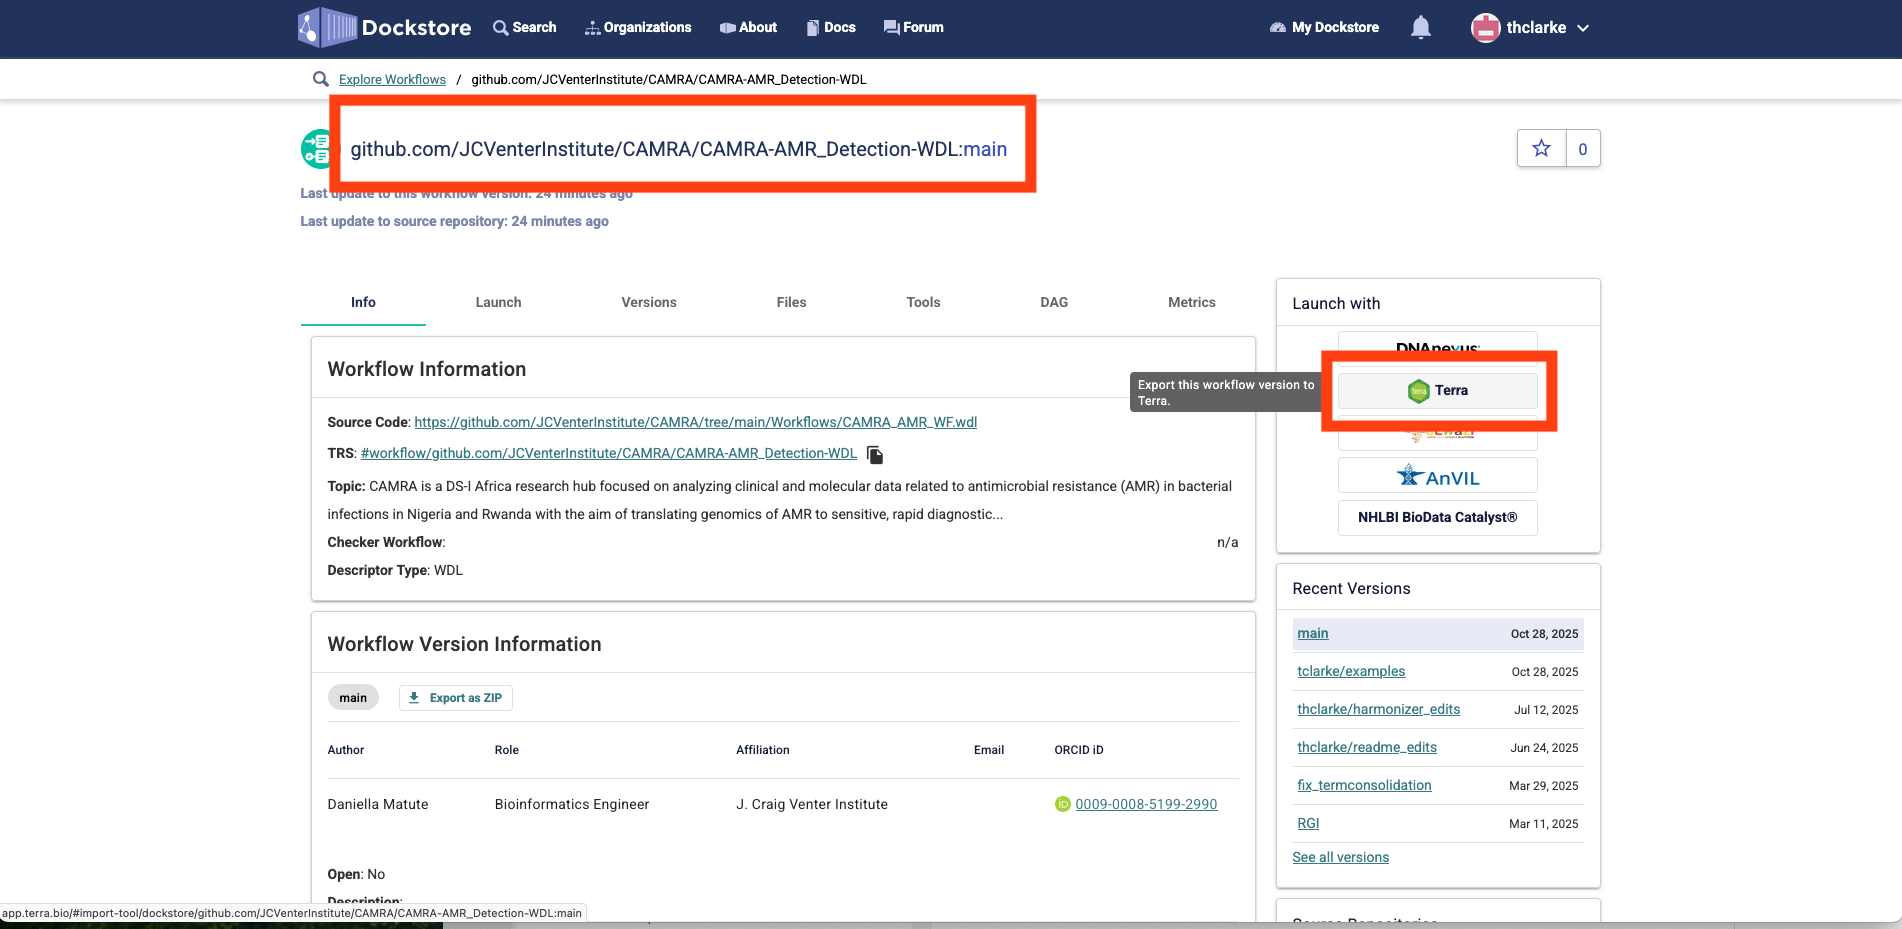 Dockstore Search Organizations About Docs Forum My Dockstore thclarke
Explore Workflows / github.com/JCVenterInstitute/CAMRA/CAMRA-AMR_Detection-WDL
github.com/JCVenterInstitute/CAMRA/CAMRA-AMR_Detection-WDL:main
0
Last update to this workflow version: 24 minutes ago
Last update to source repository: 24 minutes ago
Info Launch Versions Files Tools DAG Metrics
Workflow Information
Source Code: https://github.com/JCVenterInstitute/CAMRA/tree/main/Workflows/CAMRA_AMR_WF.wdl
TRS: #workflow/github.com/JCVenterInstitute/CAMRA/CAMRA-AMR_Detection-WDL
Topic: CAMRA is a DS-I Africa research hub focused on analyzing clinical and molecular data related to antimicrobial resistance (AMR) in bacterial
infections in Nigeria and Rwanda with the aim of translating genomics of AMR to sensitive, rapid diagnostic...
Checker Workflow: n/a
Descriptor Type: WDL
Workflow Version Information
main Export as ZIP
Author Role Affiliation Email ORCID iD
Daniella Matute Bioinformatics Engineer J. Craig Venter Institute iD 0009-0008-5199-2990
Open: No
Description:
Launch with
DNAnexus
Export this workflow version to
Terra.
Terra Terra
AnVIL
NHLBI BioData Catalyst®
Recent Versions
main Oct 28, 2025
tclarke/examples Oct 28, 2025
thclarke/harmonizer_edits Jul 12, 2025
thclarke/readme_edits Jun 24, 2025
fix_termconsolidation Mar 29, 2025
RGI Mar 11, 2025
See all versions
Source Repositories
app.terra.bio/#import-tool/dockstore/github.com/JCVenterInstitute/CAMRA/CAMRA-AMR_Detection-WDL:main